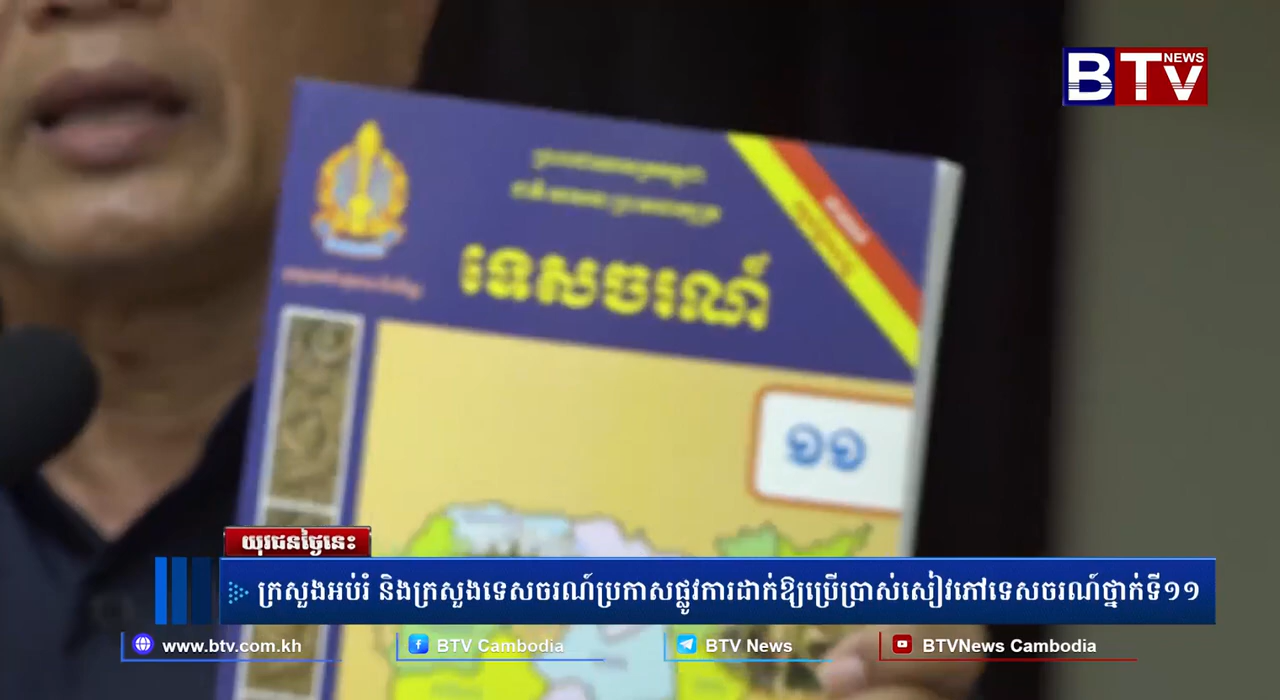 BTV NEWS
ទេសចរណ៍
១១
យុវជនថ្ងៃនេះ
ក្រសួងអប់រំ និងក្រសួងទេសចរណ៍ប្រកាសផ្លូវការដាក់ឱ្យប្រើប្រាស់សៀវភៅទេសចរណ៍ថ្នាក់ទី១១
www.btv.com.kh
BTV Cambodia
BTV News
BTVNews Cambodia